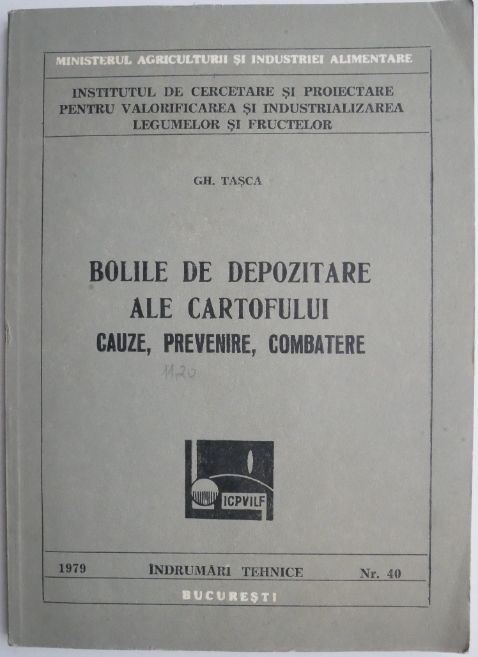 MINISTERUL AGRICULTURII ȘI INDUSTRIEI ALIMENTARE
INSTITUTUL DE CERCETARE ȘI PROIECTARE
PENTRU VALORIFICAREA ȘI INDUSTRIALIZAREA
LEGUMELOR ȘI FRUCTELOR
GH. TAȘCA
BOLILE DE DEPOZITARE
ALE CARTOFULUI
CAUZE, PREVENIRE, COMBATERE
1120
ICPVILF
1979 ÎNDRUMĂRI TEHNICE Nr. 40
BUCUREȘTI